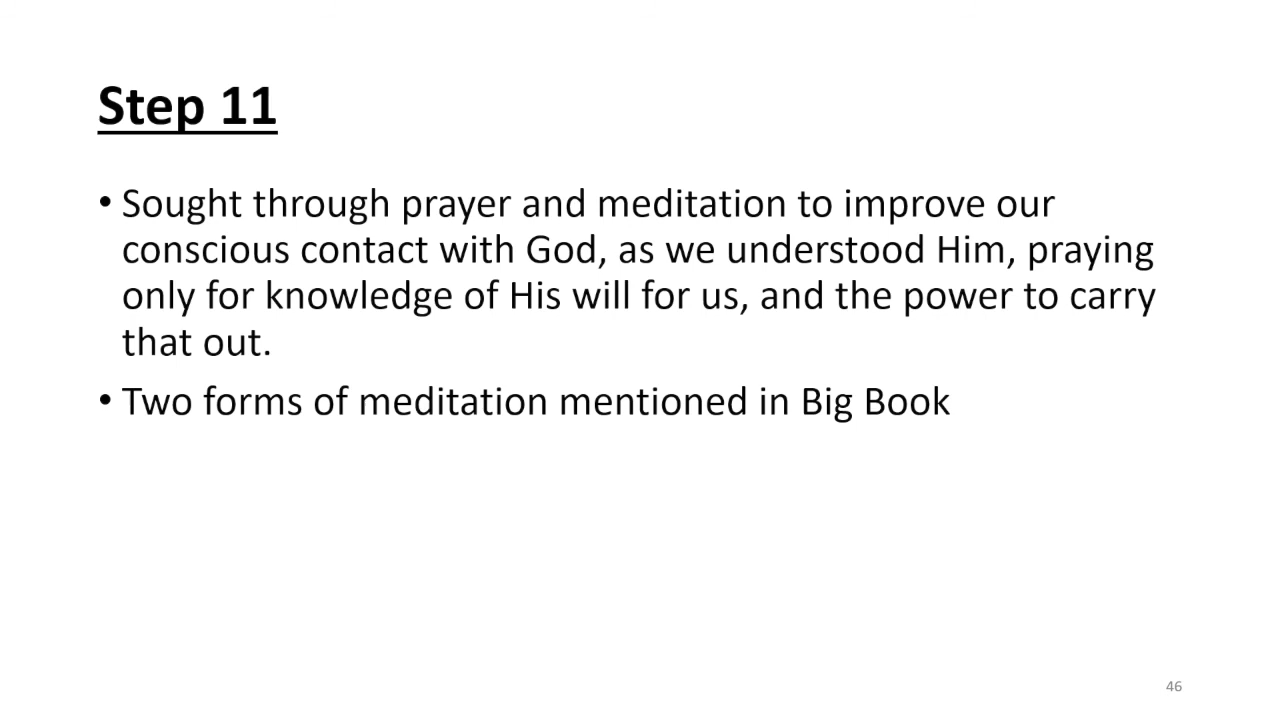 Step 11
• Sought through prayer and meditation to improve our
conscious contact with God, as we understood Him, praying
only for knowledge of His will for us, and the power to carry
that out.
• Two forms of meditation mentioned in Big Book
46